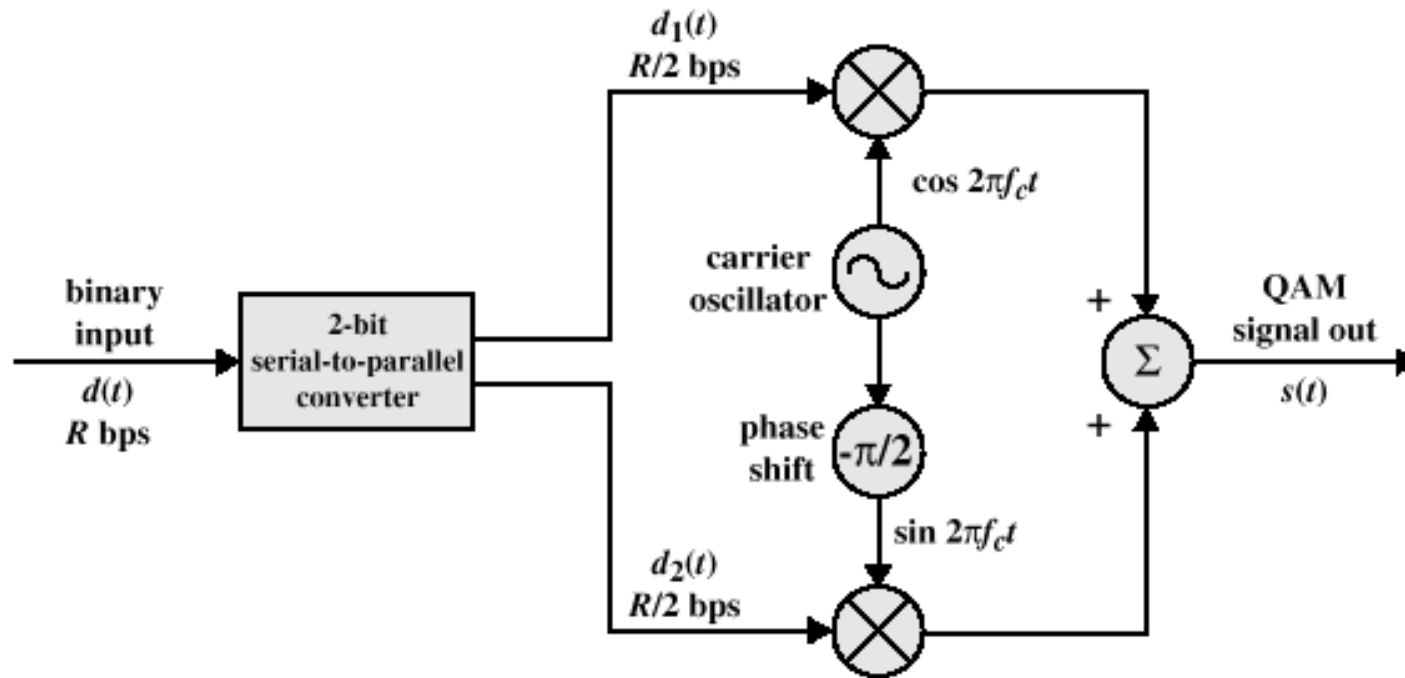 binary
input
d(t)
R bps
2-bit
serial-to-parallel
converter
d1(t)
R/2 bps
cos 2πfct
carrier
oscillator
phase
shift
-π/2
sin 2πfct
d2(t)
R/2 bps
+
Σ
+
QAM
signal out
s(t)